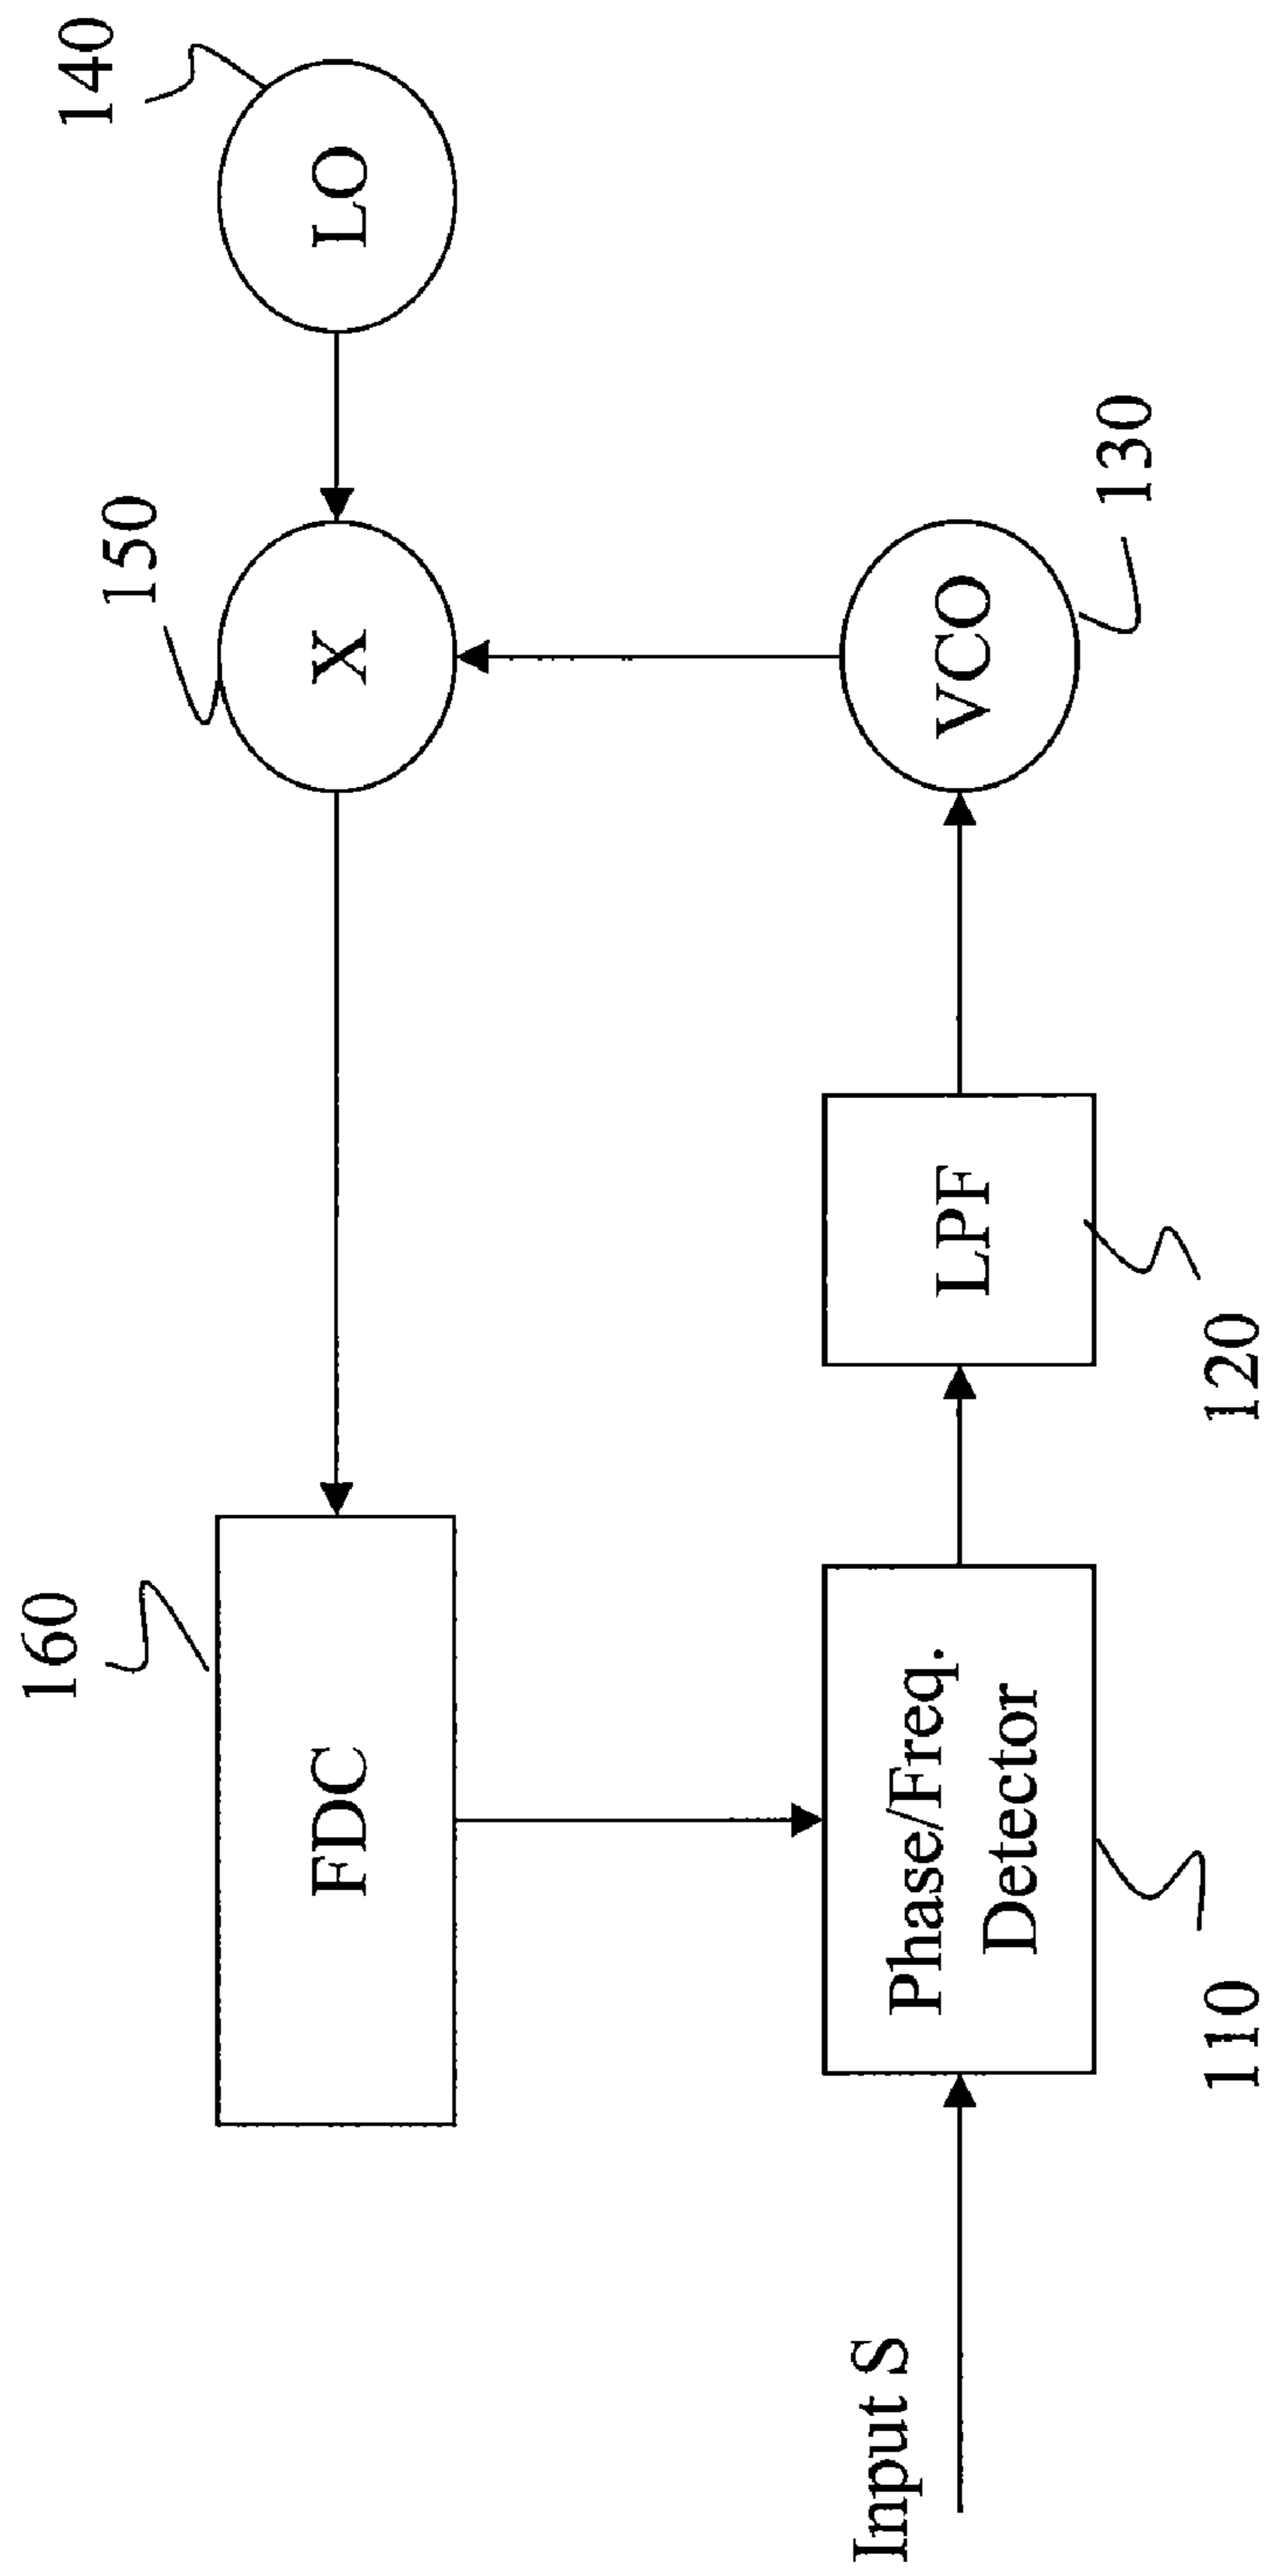 160
150
140
FDC
X
LO
Input S
Phase/Freq.
Detector
LPF
VCO
110
120
130